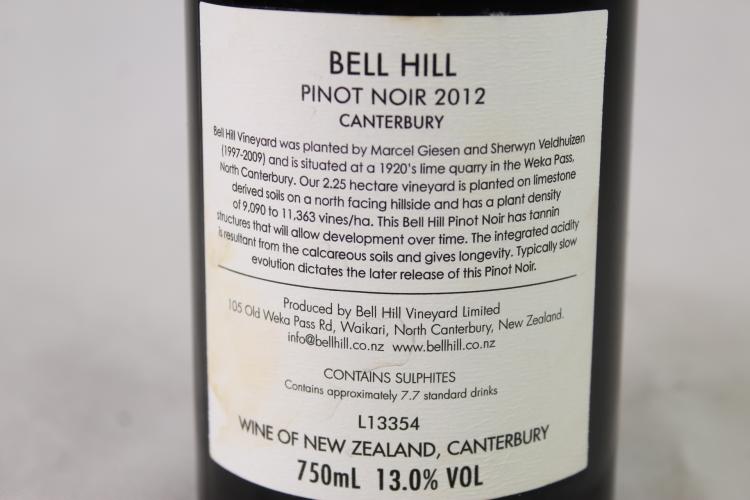 BELL HILL
PINOT NOIR 2012
CANTERBURY
Bell Hill Vineyard was planted by Marcel Giesen and Sherwyn Veldhuizen
(1997-2009) and is situated at a 1920's lime quarry in the Weka Pass,
North Canterbury. Our 2.25 hectare vineyard is planted on limestone
derived soils on a north facing hillside and has a plant density
of 9,090 to 11,363 vines/ha. This Bell Hill Pinot Noir has tannin
structures that will allow development over time. The integrated acidity
is resultant from the calcareous soils and gives longevity. Typically slow
evolution dictates the later release of this Pinot Noir.
Produced by Bell Hill Vineyard Limited
105 Old Weka Pass Rd, Waikari, North Canterbury, New Zealand.
info@bellhill.co.nz www.bellhill.co.nz
CONTAINS SULPHITES
Contains approximately 7.7 standard drinks
L13354
WINE OF NEW ZEALAND, CANTERBURY
750mL 13.0% VOL